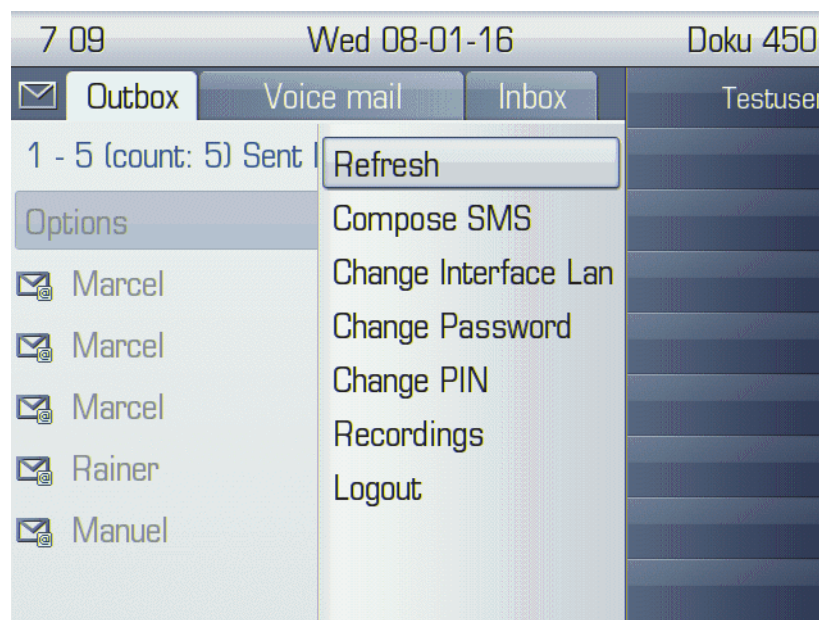 7 09 Wed 08-01-16 Doku 450
Outbox Voice mail Inbox Testuser
1 - 5 (count: 5) Sent
Options
Marcel
Marcel
Marcel
Rainer
Manuel
Refresh
Compose SMS
Change Interface Lan
Change Password
Change PIN
Recordings
Logout